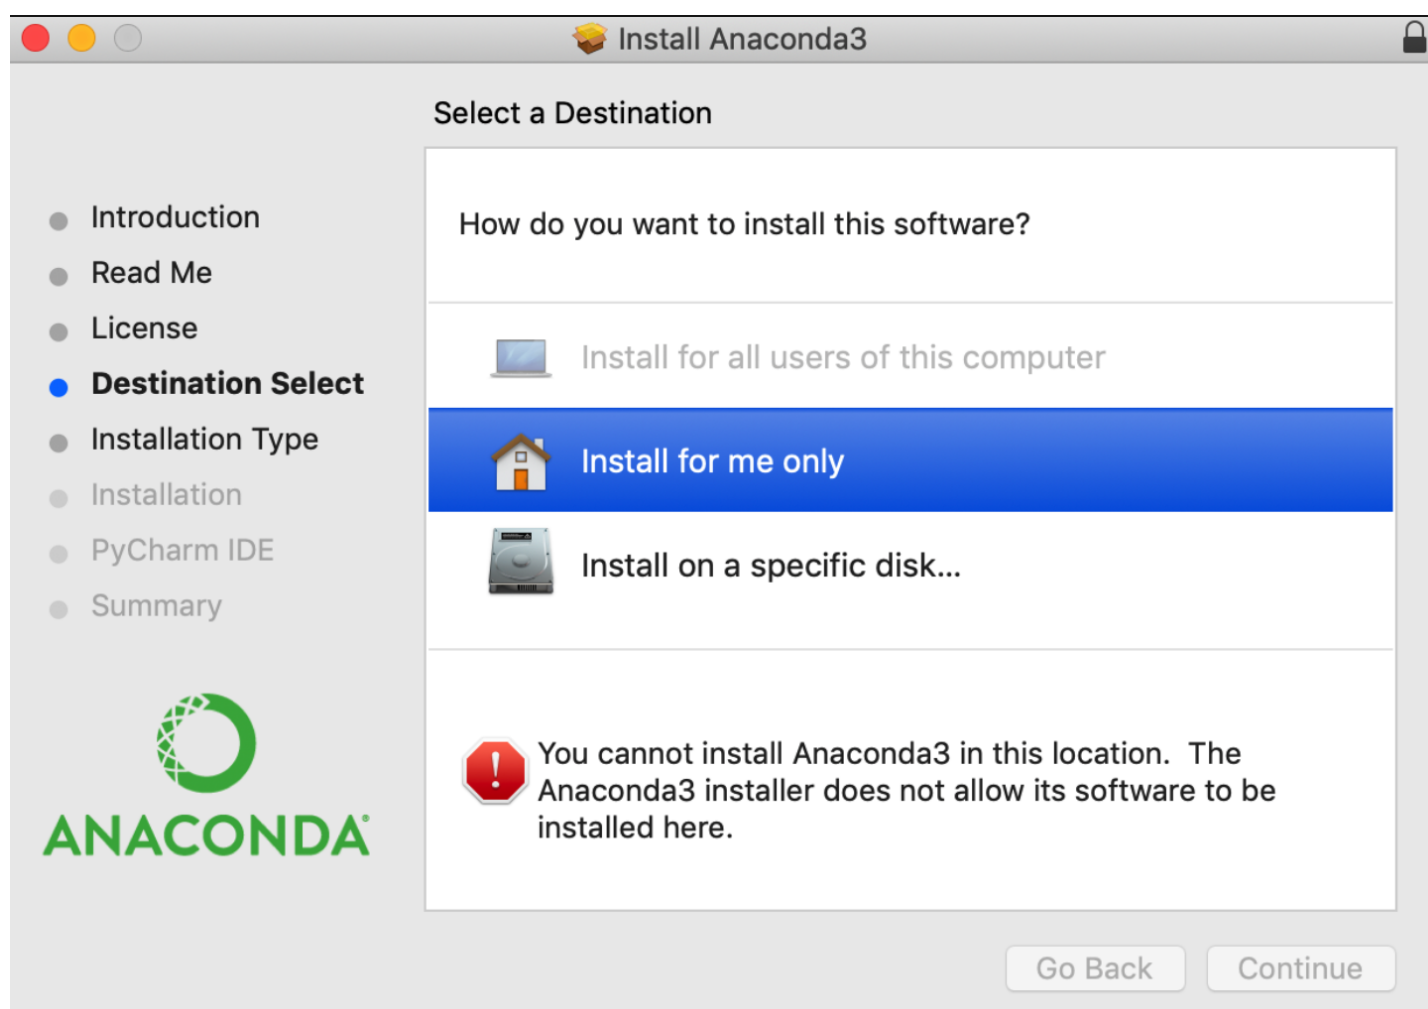 Install Anaconda3
Select a Destination
Introduction
Read Me
License
Destination Select
Installation Type
Installation
PyCharm IDE
Summary
ANACONDA®
How do you want to install this software?
Install for all users of this computer
Install for me only
Install on a specific disk...
You cannot install Anaconda3 in this location.  The
Anaconda3 installer does not allow its software to be
installed here.
Go Back
Continue